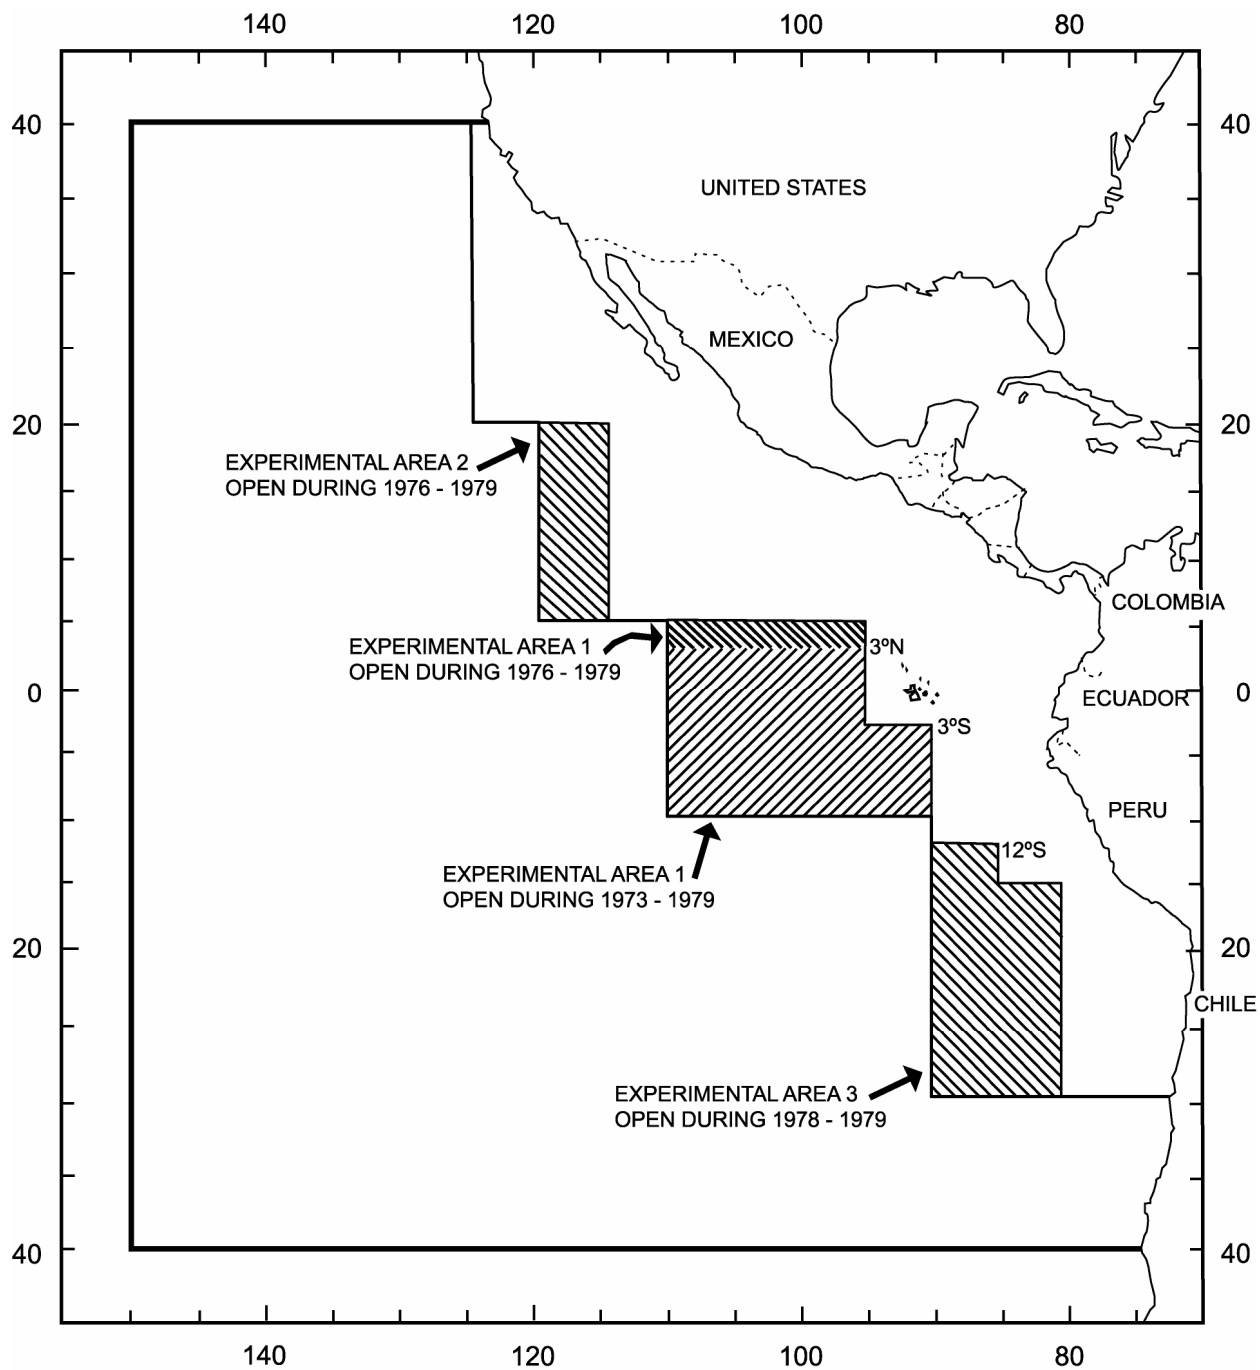 140 120 100 80
40 40
UNITED STATES
MEXICO
20 20
EXPERIMENTAL AREA 2
OPEN DURING 1976 - 1979
COLOMBIA
EXPERIMENTAL AREA 1
OPEN DURING 1976 - 1979
3ºN
0 0
ECUADOR
3ºS
PERU
12ºS
EXPERIMENTAL AREA 1
OPEN DURING 1973 - 1979
20 20
CHILE
EXPERIMENTAL AREA 3
OPEN DURING 1978 - 1979
40 40
140 120 100 80